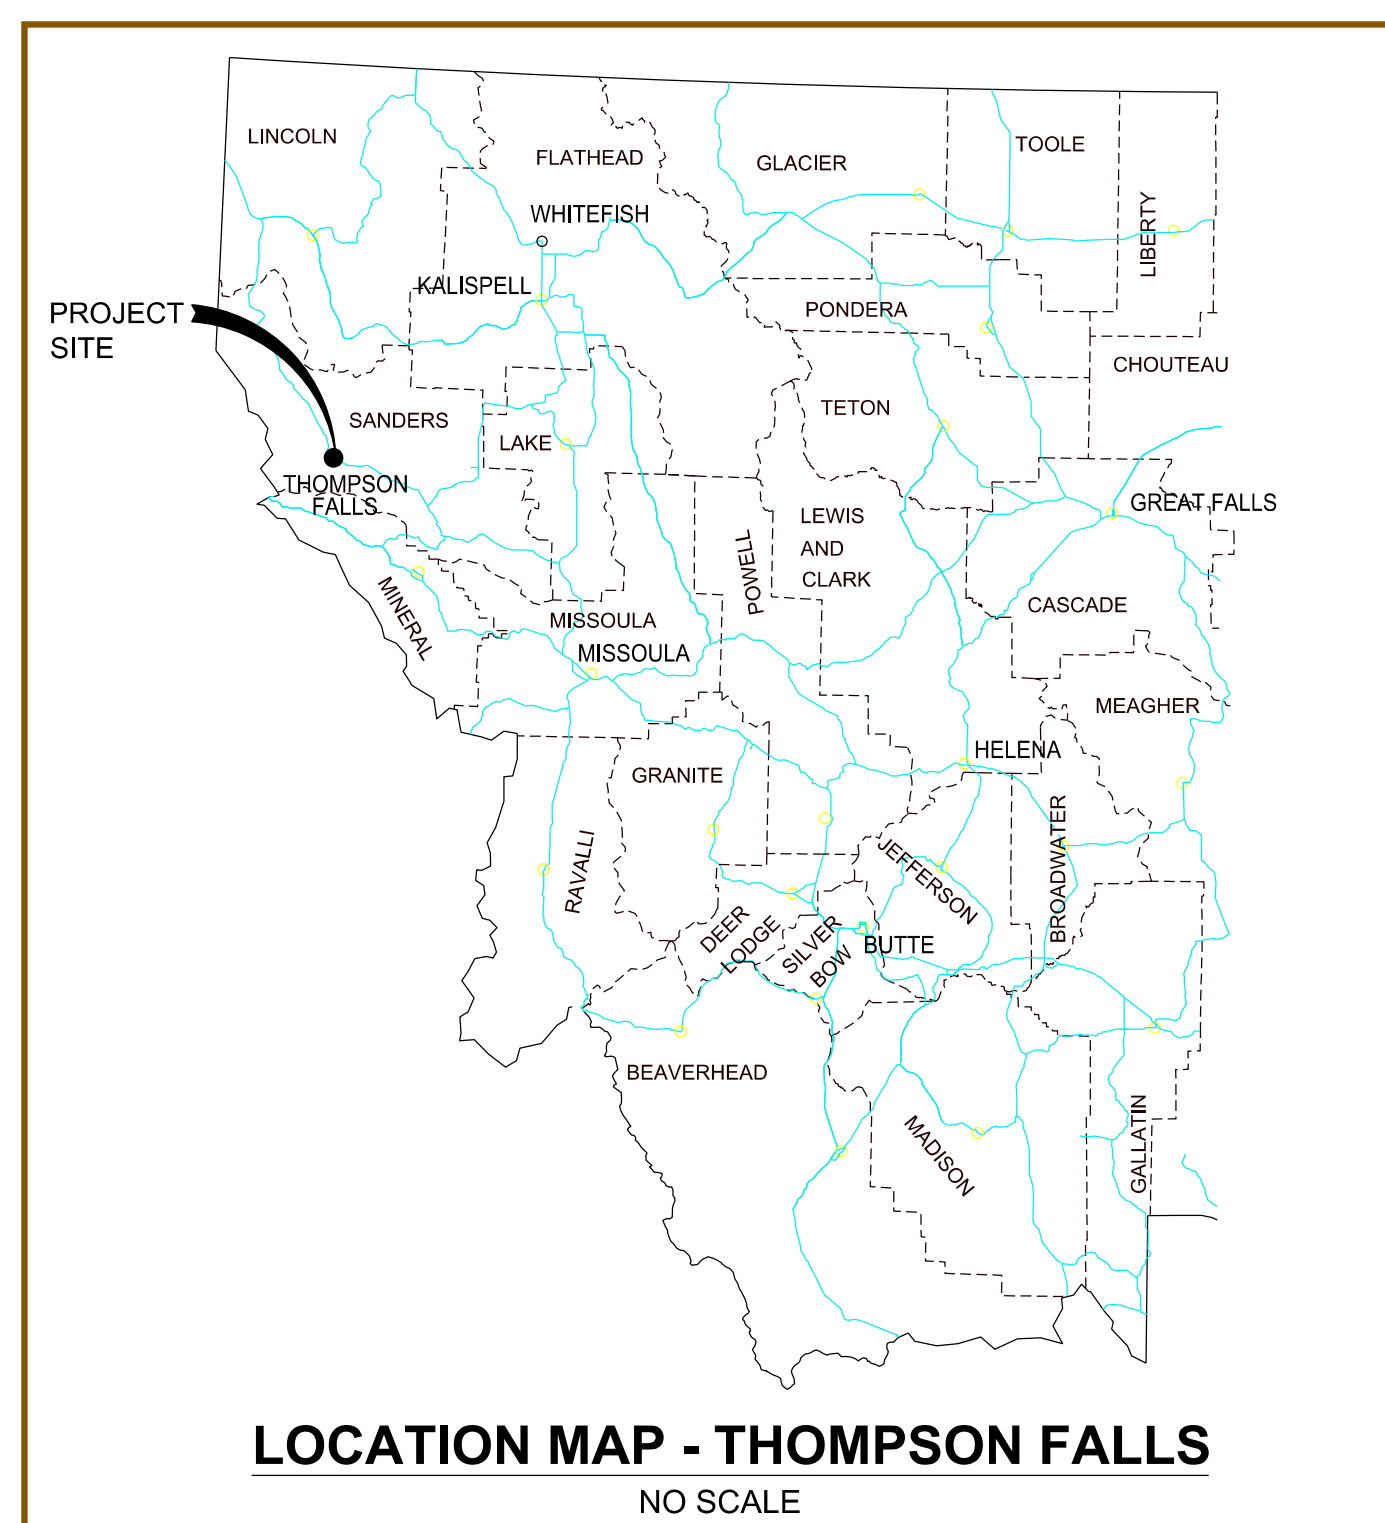 LINCOLN
FLATHEAD
GLACIER
TOOLE
LIBERTY
WHITEFISH
KALISPELL
PROJECT
SITE
PONDERA
CHOUTEAU
SANDERS
LAKE
TETON
THOMPSON
FALLS
GREAT FALLS
LEWIS
AND
CLARK
POWELL
MINERAL
MISSOULA
MISSOULA
CASCADE
MEAGHER
HELENA
GRANITE
RAVALLI
JEFFERSON
BROADWATER
DEER
LODGE
SILVER
BOW
BUTTE
BEAVERHEAD
MADISON
GALLATIN
LOCATION MAP - THOMPSON FALLS
NO SCALE